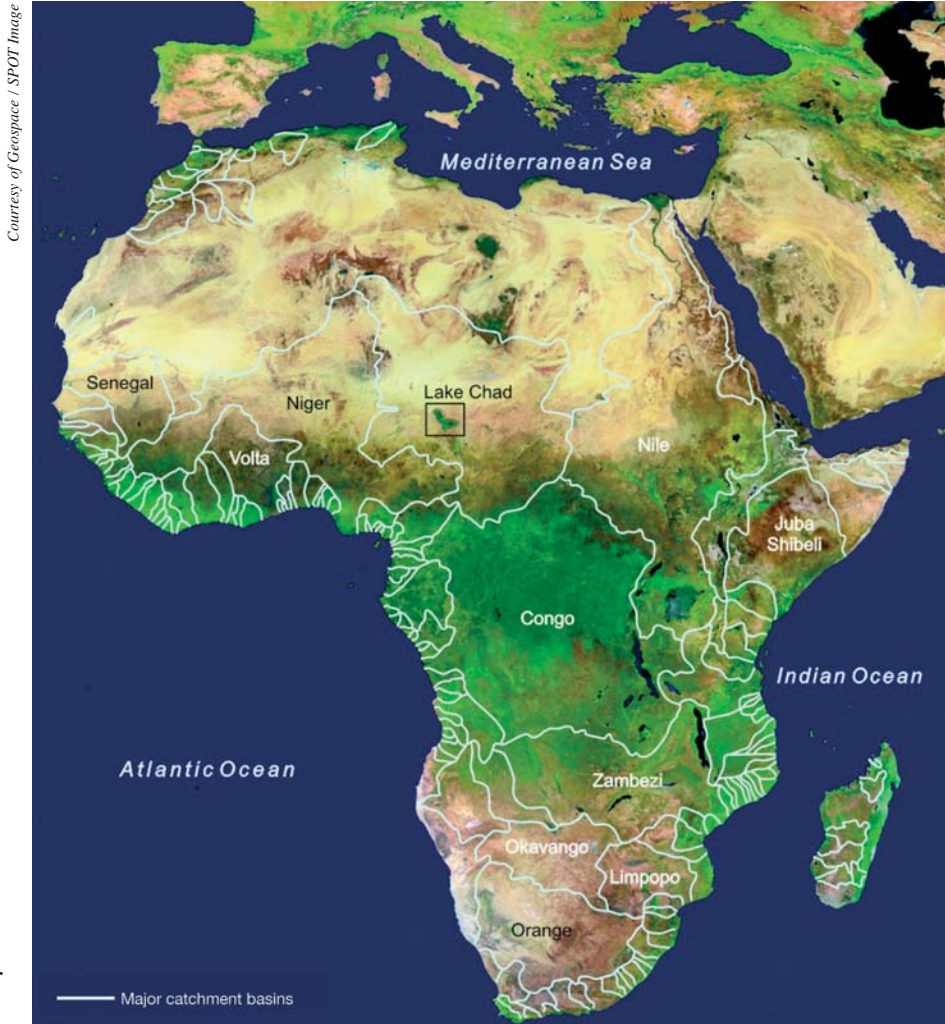 Courtesy of Geospace / SPOT Image
Mediterranean Sea
Senegal
Niger
Lake Chad
Volta
Nile
Juba
Shibeli
Congo
Indian Ocean
Atlantic Ocean
Zambezi
Okavango
Limpopo
Orange
Major catchment basins